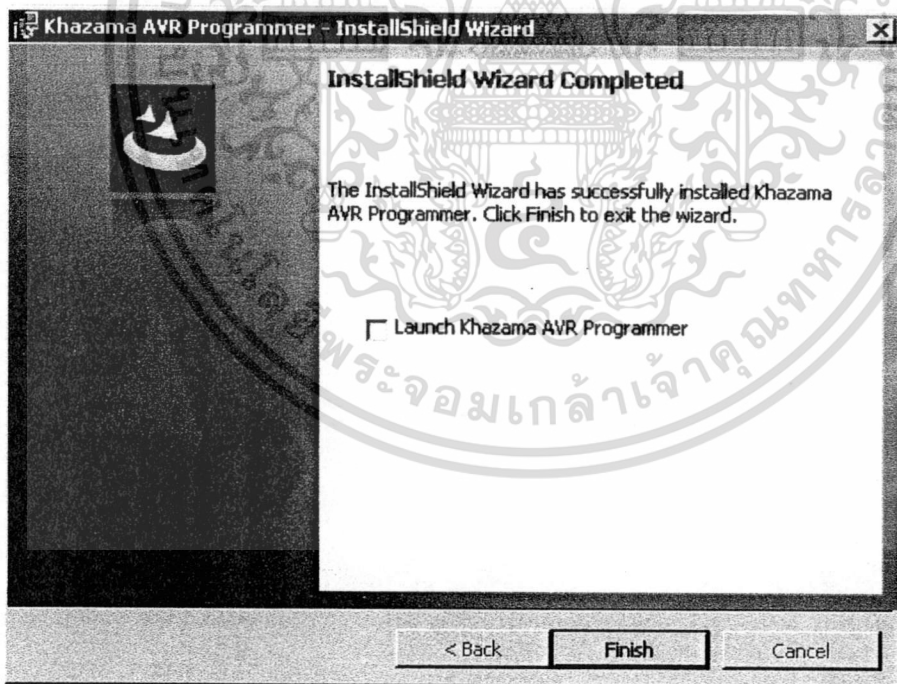 Khazama AVR Programmer - InstallShield Wizard
InstallShield Wizard Completed
The InstallShield Wizard has successfully installed Khazama
AVR Programmer. Click Finish to exit the wizard.
Launch Khazama AVR Programmer
พระจอมเกล้าเจ้าคุณทหารลา
< Back
Finish
Cancel